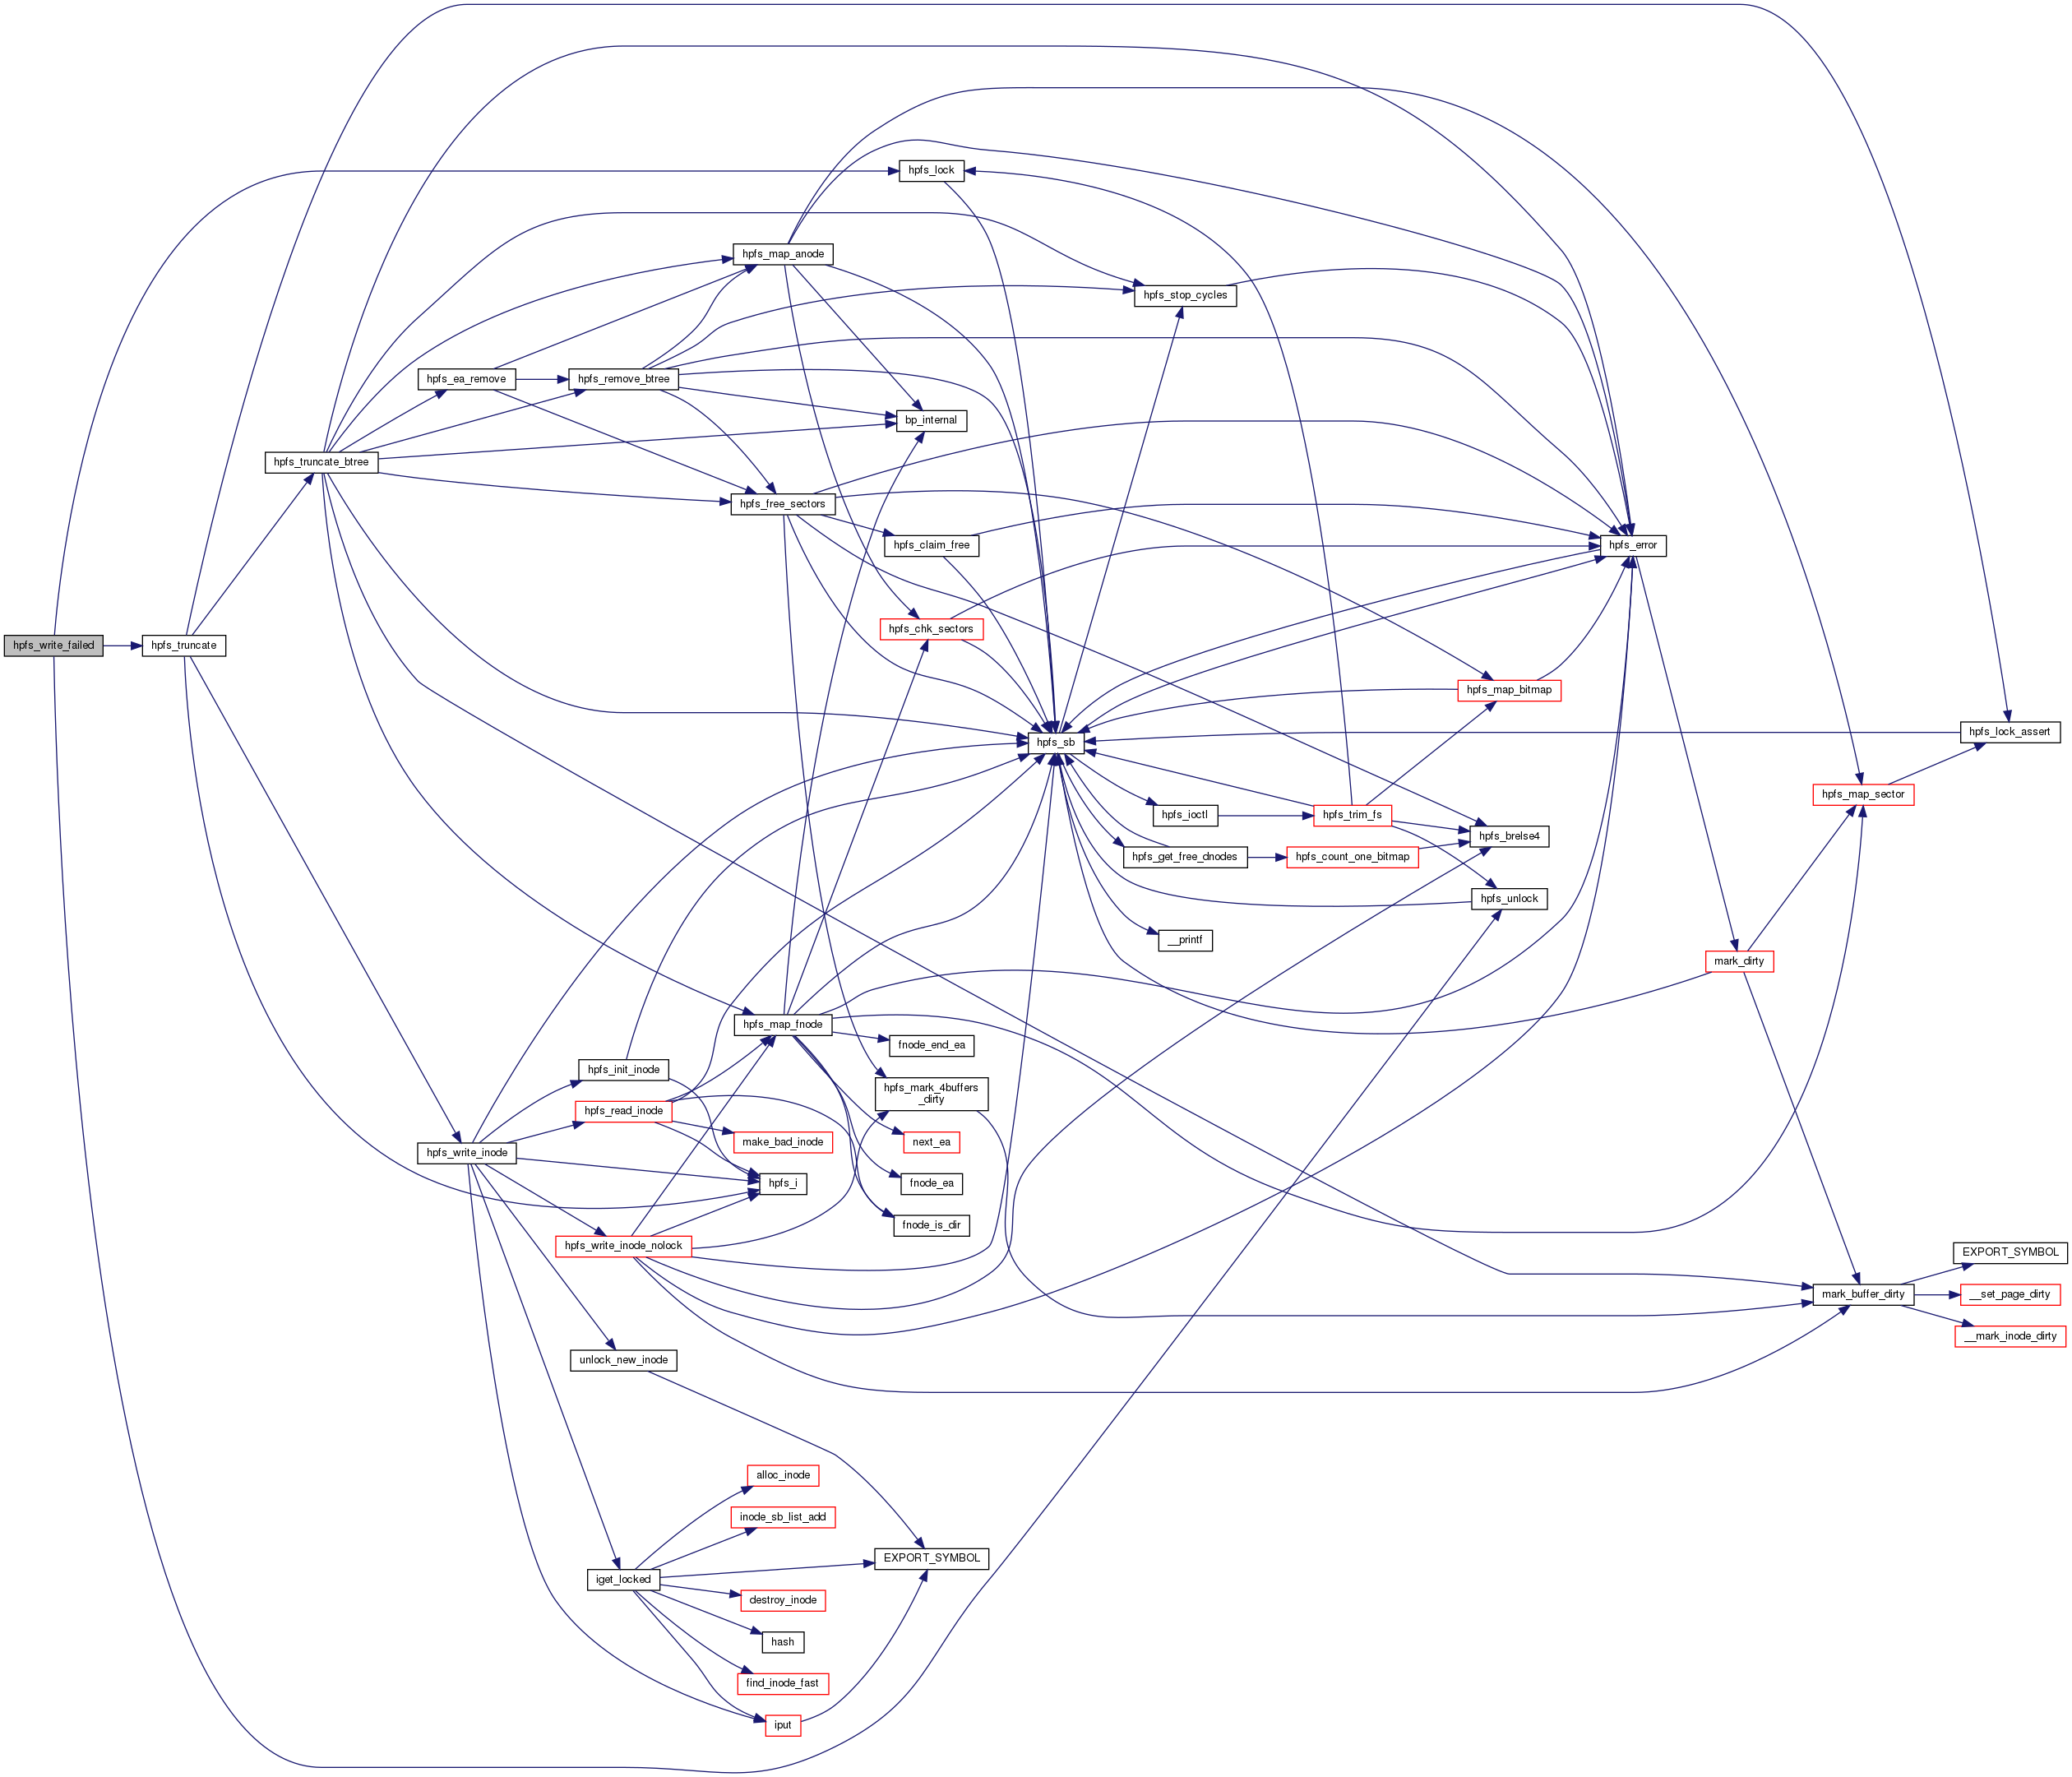 hpfs_lock
hpfs_map_anode
hpfs_stop_cycles
hpfs_ea_remove
hpfs_remove_btree
bp_internal
hpfs_truncate_btree
hpfs_free_sectors
hpfs_claim_free
hpfs_error
hpfs_chk_sectors
hpfs_write_failed
hpfs_truncate
hpfs_map_bitmap
hpfs_lock_assert
hpfs_sb
hpfs_map_sector
hpfs_ioctl
hpfs_trim_fs
hpfs_brelse4
hpfs_get_free_dnodes
hpfs_count_one_bitmap
hpfs_unlock
__printf
mark_dirty
hpfs_map_fnode
fnode_end_ea
hpfs_init_inode
hpfs_mark_4buffers
_dirty
hpfs_read_inode
make_bad_inode
next_ea
hpfs_write_inode
hpfs_i
fnode_ea
fnode_is_dir
hpfs_write_inode_nolock
EXPORT_SYMBOL
mark_buffer_dirty
__set_page_dirty
__mark_inode_dirty
unlock_new_inode
alloc_inode
inode_sb_list_add
EXPORT_SYMBOL
iget_locked
destroy_inode
hash
find_inode_fast
iput